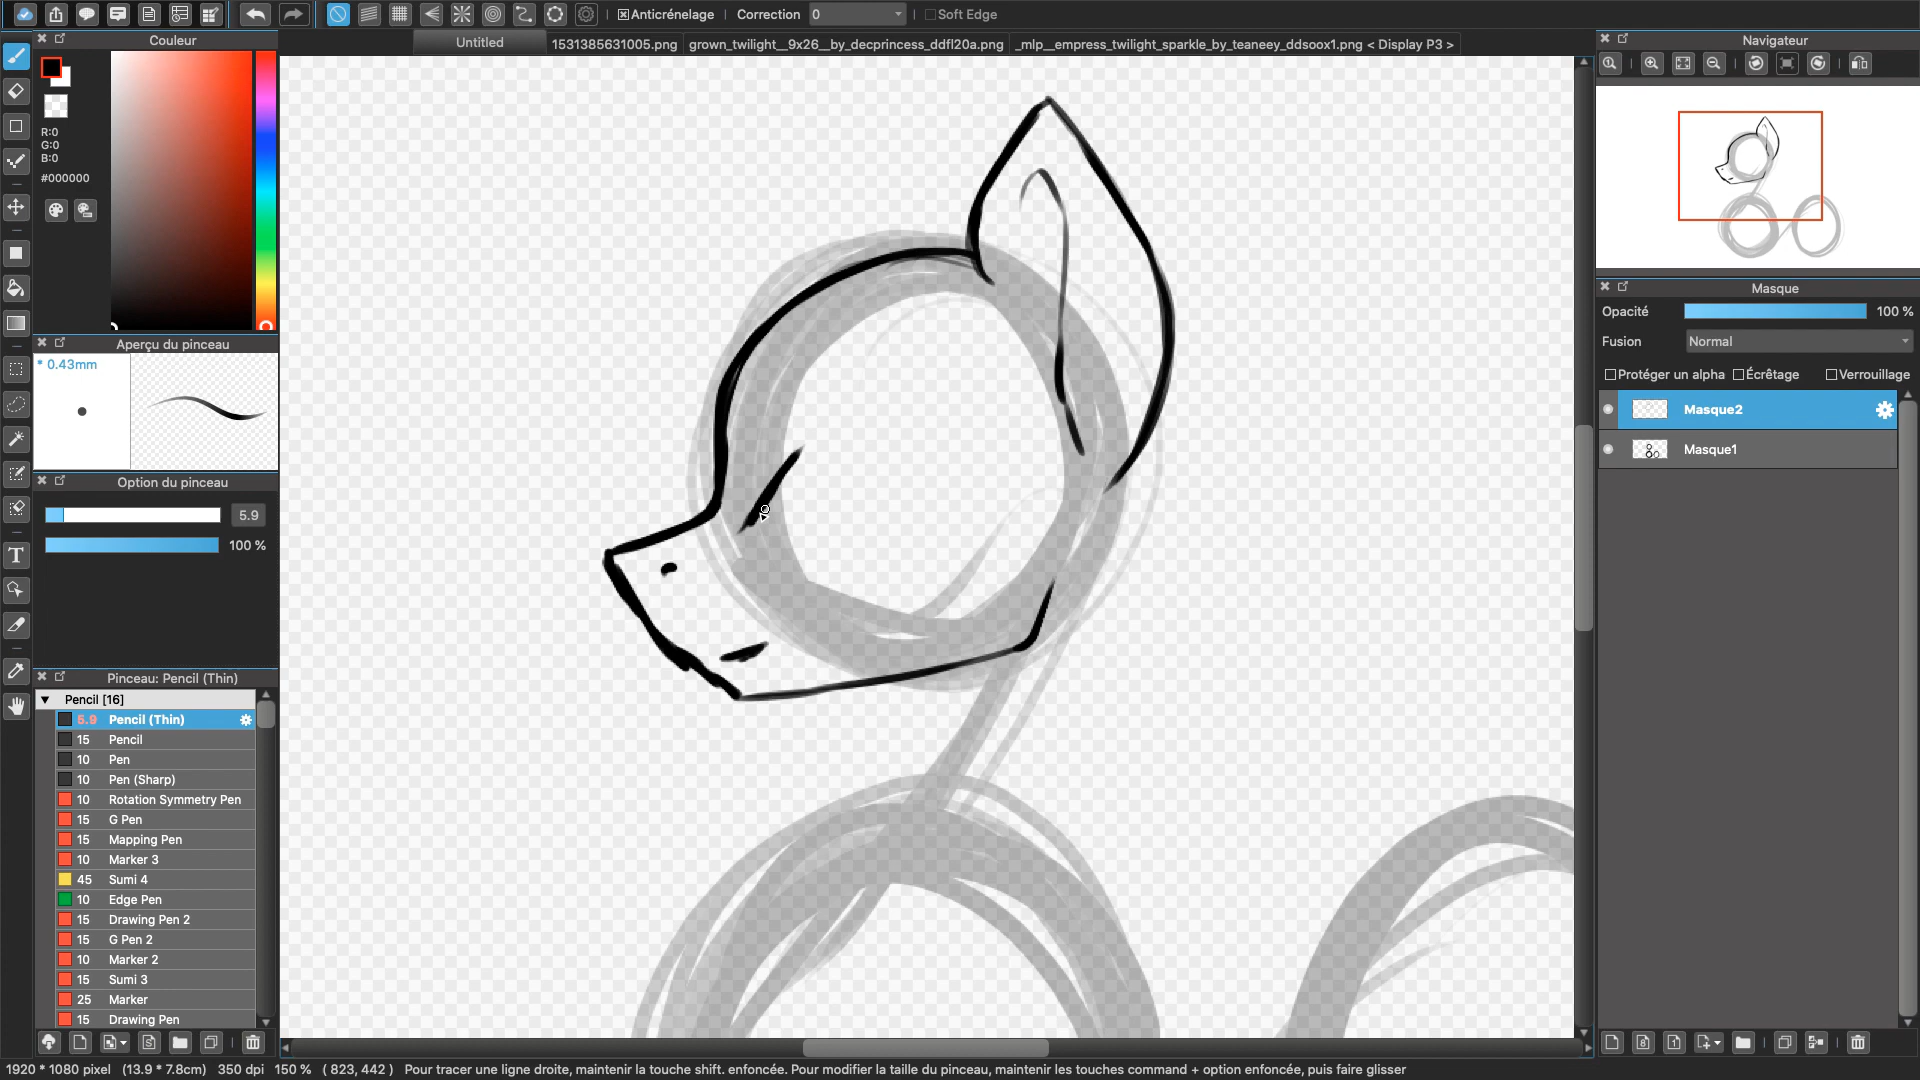 Anticrénelage
Correction
0
Soft Edge
Couleur
Untitled
1531385631005.png
grown_twilight__9x26__by_decprincess_ddfl20a.png
_mlp__empress_twilight_sparkle_by_teaneey_ddsoox1.png < Display P3 >
Navigateur
R:0
G:0
B:0
#000000
Masque
Opacité
100 %
Fusion
Normal
Protéger un alpha
Écrêtage
Verrouillage
Masque2
Masque1
Aperçu du pinceau
* 0.43mm
Option du pinceau
5.9
100 %
Pinceau: Pencil (Thin)
Pencil [16]
5.9 Pencil (Thin)
15 Pencil
10 Pen
10 Pen (Sharp)
10 Rotation Symmetry Pen
15 G Pen
15 Mapping Pen
10 Marker 3
45 Sumi 4
10 Edge Pen
15 Drawing Pen 2
15 G Pen 2
10 Marker 2
15 Sumi 3
25 Marker
15 Drawing Pen
1920 * 1080 pixel (13.9 * 7.8cm) 350 dpi 150 % ( 823, 442 ) Pour tracer une ligne droite, maintenir la touche shift. enfoncée. Pour modifier la taille du pinceau, maintenir les touches command + option enfoncée, puis faire glisser